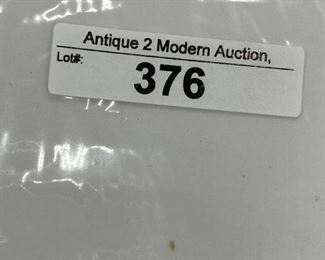 Antique 2 Modern Auction,
Lot#:
376